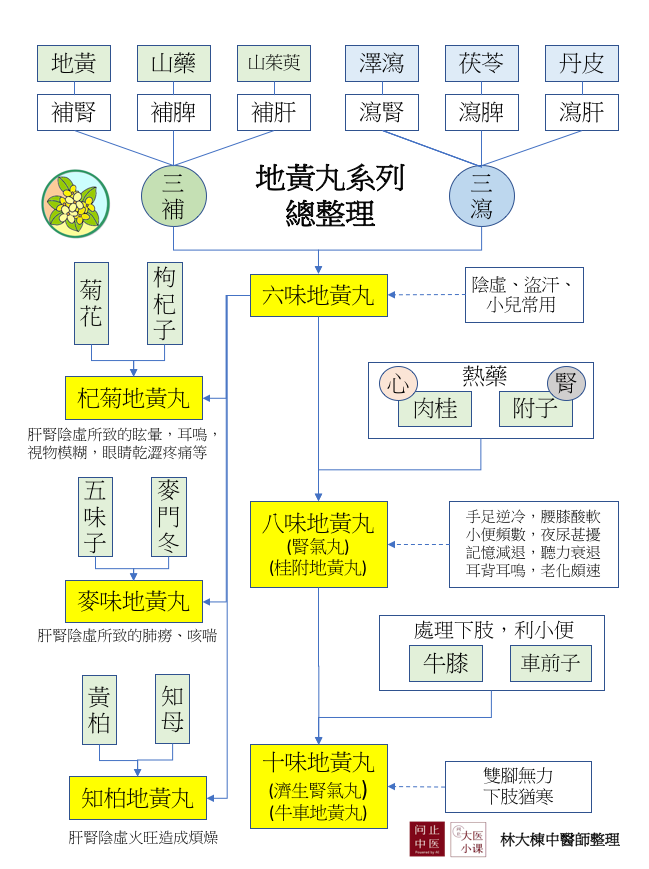 地黃
山藥
山茱萸
澤瀉
茯苓
丹皮
補腎
補脾
補肝
瀉腎
瀉脾
瀉肝
三補
三瀉
地黃丸系列
總整理
六味地黃丸
陰虛、盜汗、
小兒常用
菊花
枸杞子
杞菊地黃丸
肝腎陰虛所致的眩暈，耳鳴，
視物模糊，眼睛乾澀疼痛等
熱藥
心
腎
肉桂
附子
五味子
麥門冬
麥味地黃丸
肝腎陰虛所致的肺癆、咳喘
八味地黃丸
(腎氣丸)
(桂附地黃丸)
手足逆冷，腰膝酸軟
小便頻數，夜尿甚擾
記憶減退，聽力衰退
耳背耳鳴，老化頗速
處理下肢，利小便
牛膝
車前子
黃柏
知母
知柏地黃丸
肝腎陰虛火旺造成煩燥
十味地黃丸
(濟生腎氣丸)
(牛車地黃丸)
雙腳無力
下肢猶寒
问止
中医
Powered by AI
大医
小课
林大棟中醫師整理